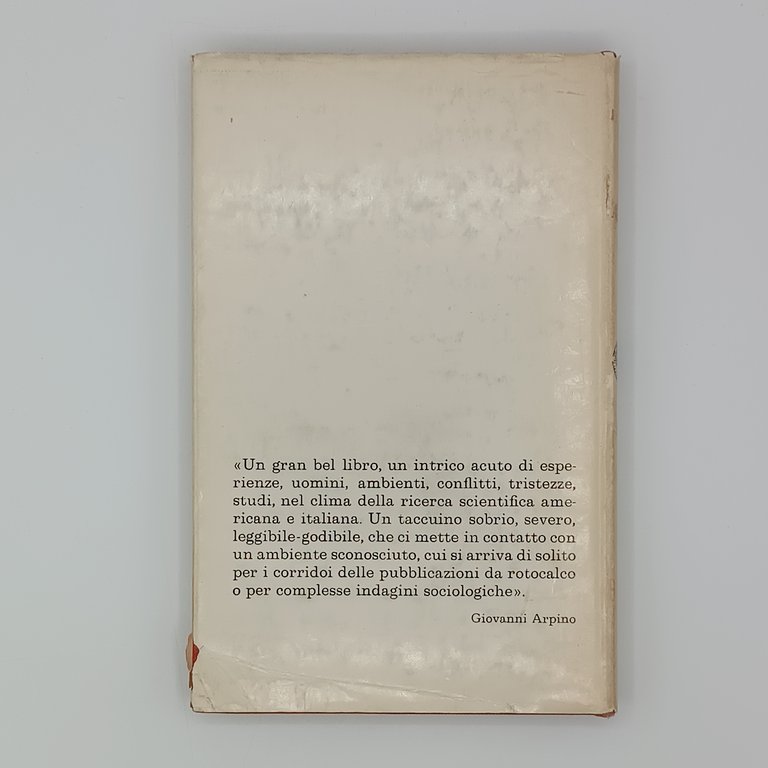 «Un gran bel libro, un intrico acuto di espe-
rienze, uomini, ambienti, conflitti, tristezze,
studi, nel clima della ricerca scientifica ame-
ricana e italiana. Un taccuino sobrio, severo,
leggibile-godibile, che ci mette in contatto con
un ambiente sconosciuto, cui si arriva di solito
per i corridoi delle pubblicazioni da rotocalco
o per complesse indagini sociologiche».
Giovanni Arpino